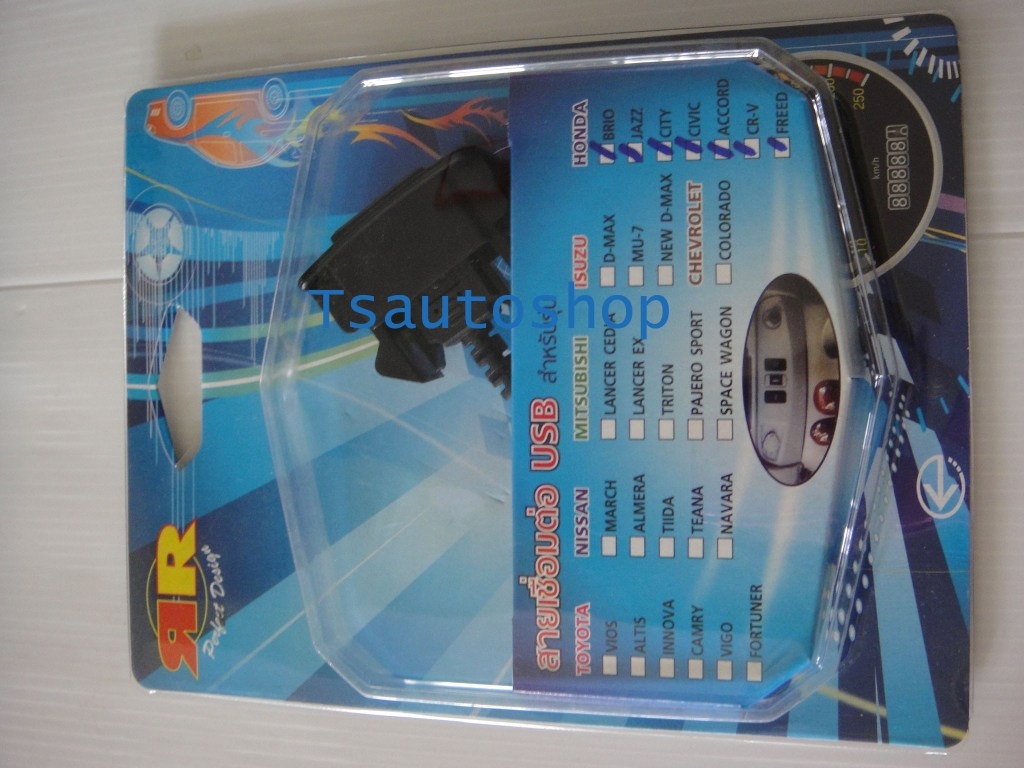 ЯR
Perfect Design
สายเชื่อมต่อ USB สำหรับรุ่น
TOYOTA
VIOS
ALTIS
INNOVA
CAMRY
VIGO
FORTUNER
NISSAN
MARCH
ALMERA
TIIDA
TEANA
NAVARA
MITSUBISHI
LANCER CEDIA
LANCER EX
TRITON
PAJERO SPORT
SPACE WAGON
ISUZU
D-MAX
MU-7
NEW D-MAX
CHEVROLET
COLORADO
HONDA
BRIO
JAZZ
CITY
CIVIC
ACCORD
CR-V
FREED
250
km/h
Tsautoshop